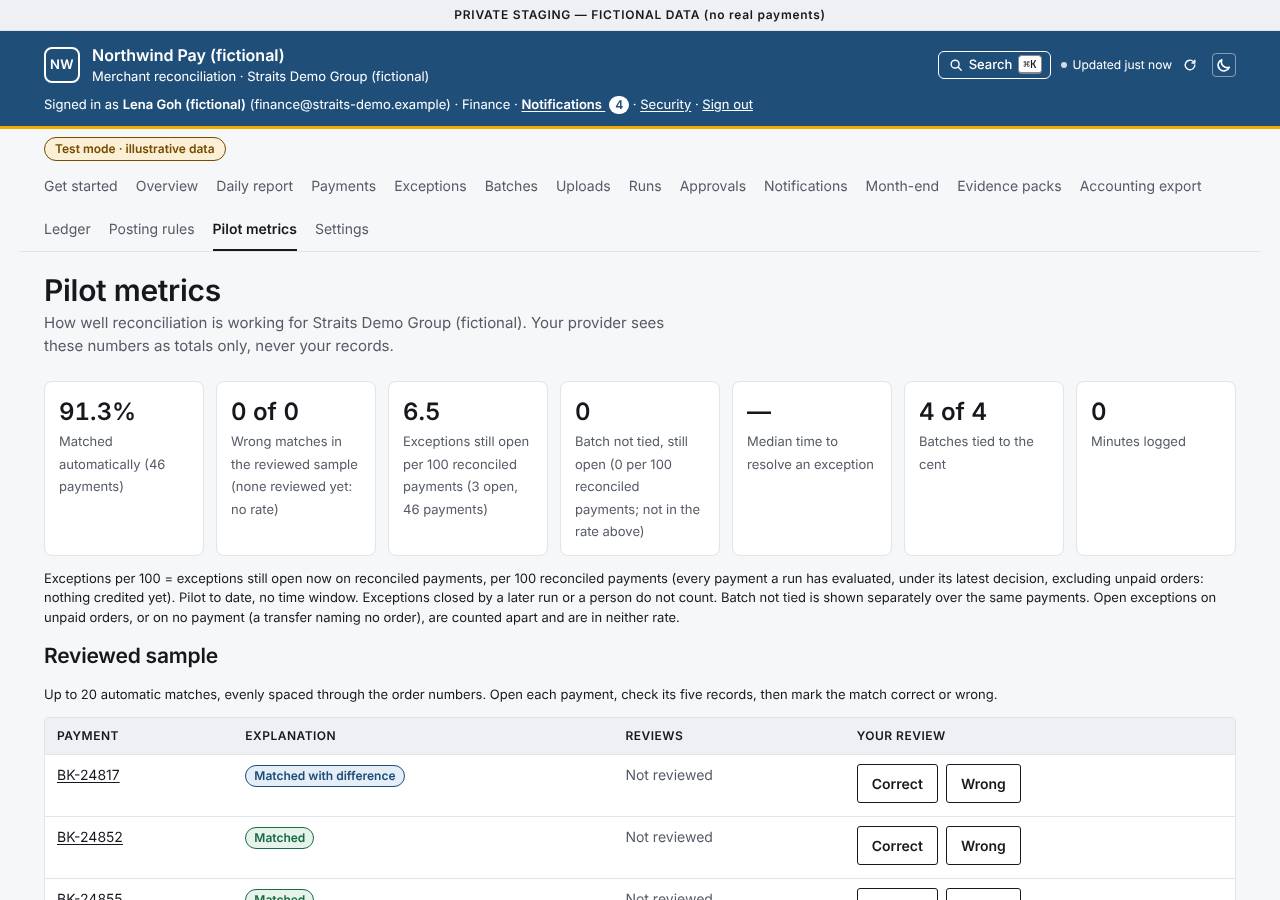 PRIVATE STAGING — FICTIONAL DATA (no real payments)
NW
Northwind Pay (fictional)
Merchant reconciliation · Straits Demo Group (fictional)
Search ⌘K
Updated just now
Signed in as Lena Goh (fictional) (finance@straits-demo.example) · Finance · Notifications 4 · Security · Sign out
Test mode · illustrative data
Get started Overview Daily report Payments Exceptions Batches Uploads Runs Approvals Notifications Month-end Evidence packs Accounting export
Ledger Posting rules Pilot metrics Settings
Pilot metrics
How well reconciliation is working for Straits Demo Group (fictional). Your provider sees
these numbers as totals only, never your records.
91.3%
Matched
automatically (46
payments)
0 of 0
Wrong matches in
the reviewed sample
(none reviewed yet:
no rate)
6.5
Exceptions still open
per 100 reconciled
payments (3 open,
46 payments)
0
Batch not tied, still
open (0 per 100
reconciled
payments; not in the
rate above)
—
Median time to
resolve an exception
4 of 4
Batches tied to the
cent
0
Minutes logged
Exceptions per 100 = exceptions still open now on reconciled payments, per 100 reconciled payments (every payment a run has evaluated, under its latest decision, excluding unpaid orders:
nothing credited yet). Pilot to date, no time window. Exceptions closed by a later run or a person do not count. Batch not tied is shown separately over the same payments. Open exceptions on
unpaid orders, or on no payment (a transfer naming no order), are counted apart and are in neither rate.
Reviewed sample
Up to 20 automatic matches, evenly spaced through the order numbers. Open each payment, check its five records, then mark the match correct or wrong.
PAYMENT EXPLANATION REVIEWS YOUR REVIEW
BK-24817 Matched with difference Not reviewed Correct Wrong
BK-24852 Matched Not reviewed Correct Wrong
BK-24855 Matched Not reviewed